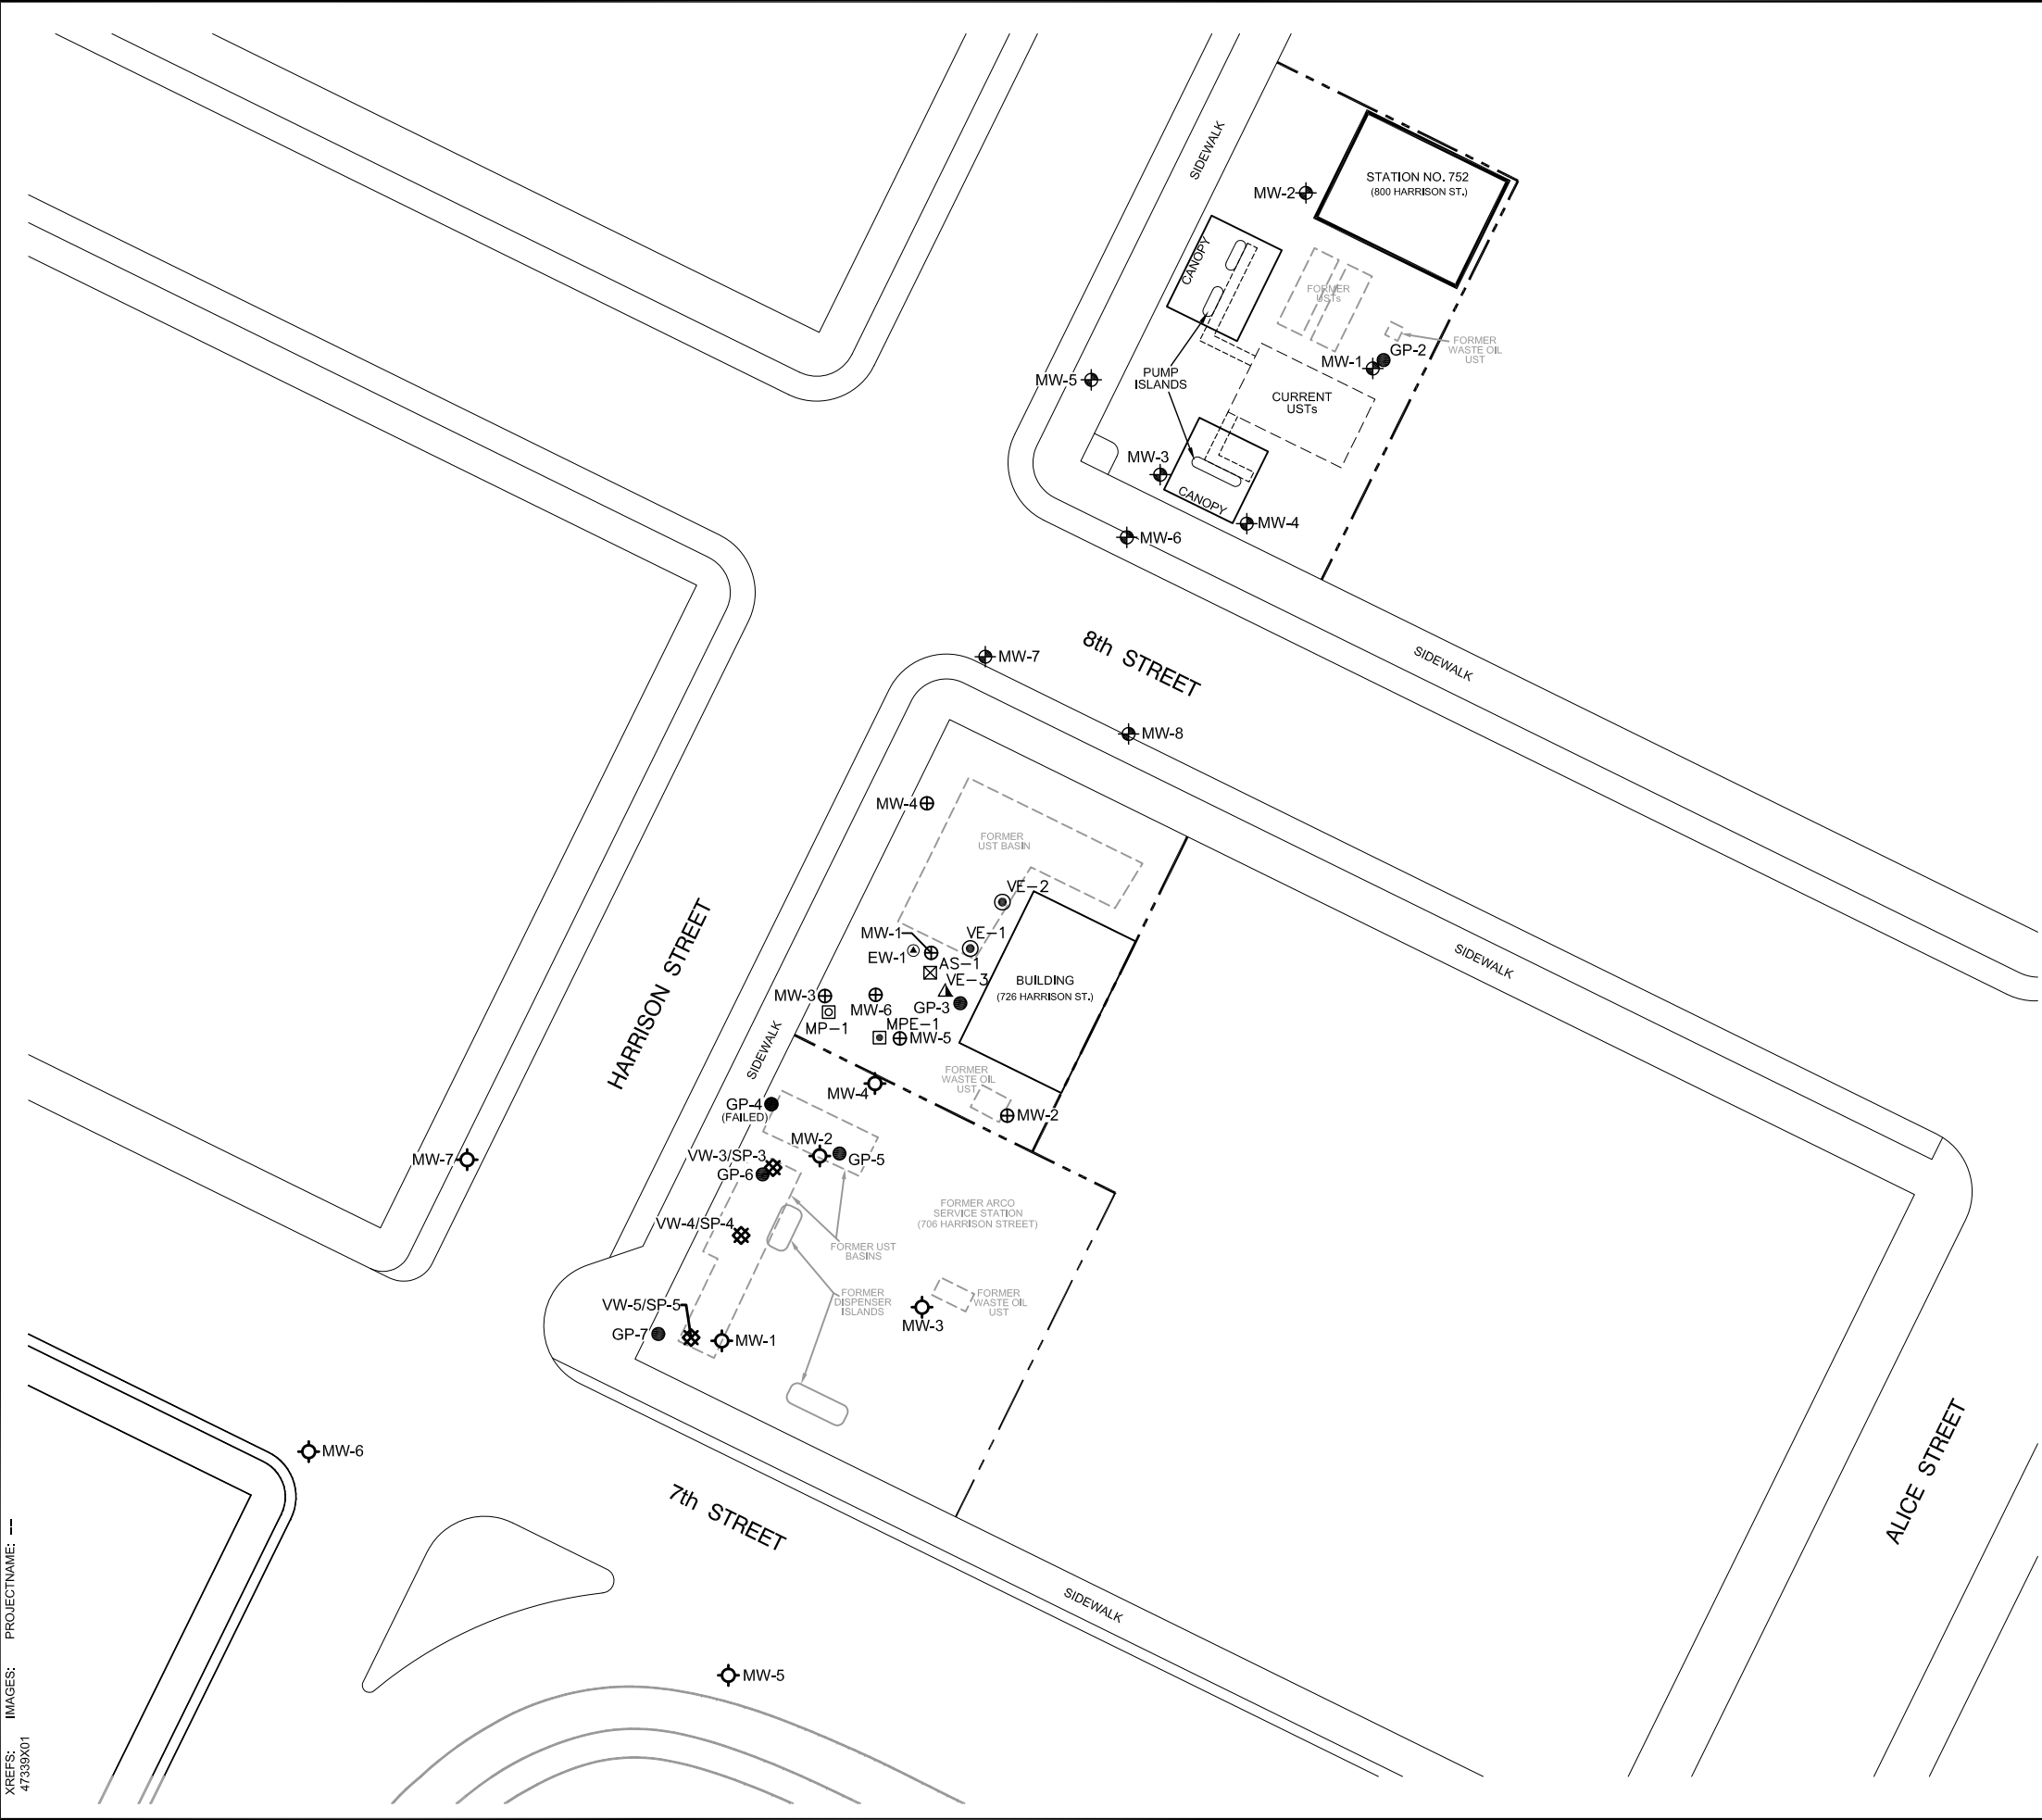 SIDEWALK
STATION NO. 752
(800 HARRISON ST.)
MW-2
CANOPY
FORMER
USTs
FORMER
WASTE OIL
UST
GP-2
MW-1
PUMP
ISLANDS
MW-5
CURRENT
USTs
MW-3
CANOPY
MW-4
MW-6
8th STREET
SIDEWALK
MW-7
MW-8
MW-4
FORMER
UST BASIN
VE-2
HARRISON STREET
MW-1
VE-1
EW-1
AS-1
VE-3
SIDEWALK
BUILDING
(726 HARRISON ST.)
MW-3
MW-6
GP-3
MP-1
MPE-1
MW-5
SIDEWALK
FORMER
WASTE OIL
UST
MW-4
GP-4
(FAILED)
MW-2
MW-2
VW-3/SP-3
GP-5
GP-6
MW-7
FORMER ARCO
SERVICE STATION
(706 HARRISON STREET)
VW-4/SP-4
FORMER UST
BASINS
FORMER
DISPENSER
ISLANDS
FORMER
WASTE OIL
UST
VW-5/SP-5
MW-3
GP-7
MW-1
MW-6
7th STREET
ALICE STREET
SIDEWALK
MW-5
XREFS: IMAGES: PROJECTNAME: --
47339X01